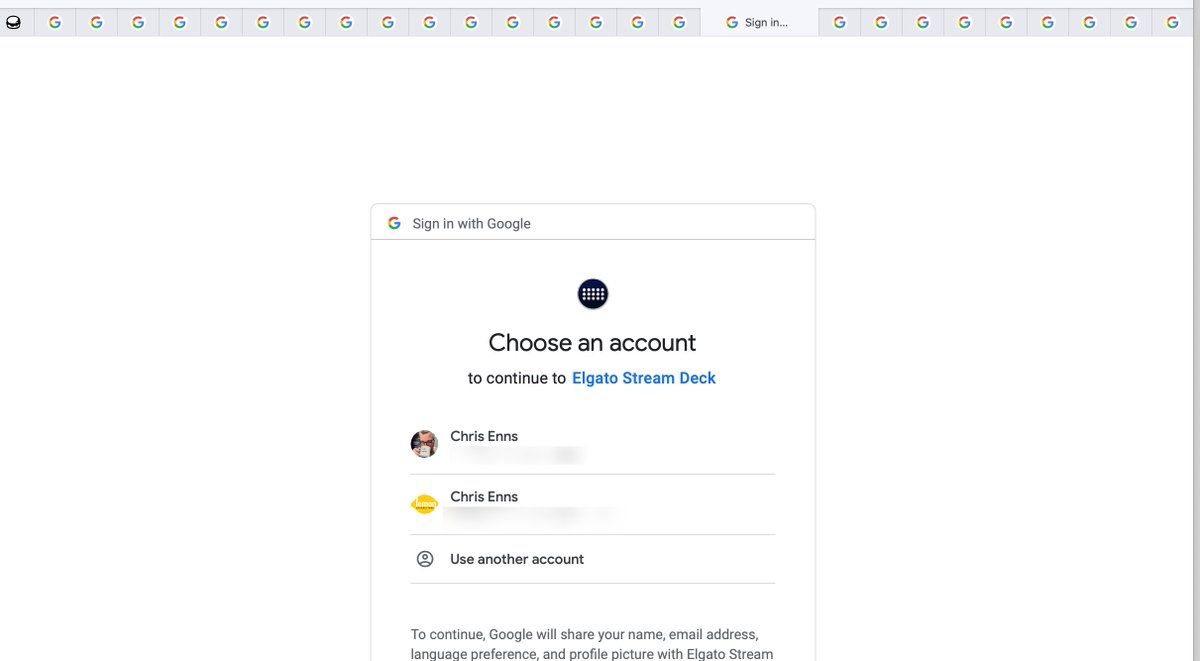 Sign in...
Sign in with Google
Choose an account
to continue to Elgato Stream Deck
Chris Enns
Chris Enns
Use another account
To continue, Google will share your name, email address,
language preference, and profile picture with Elgato Stream